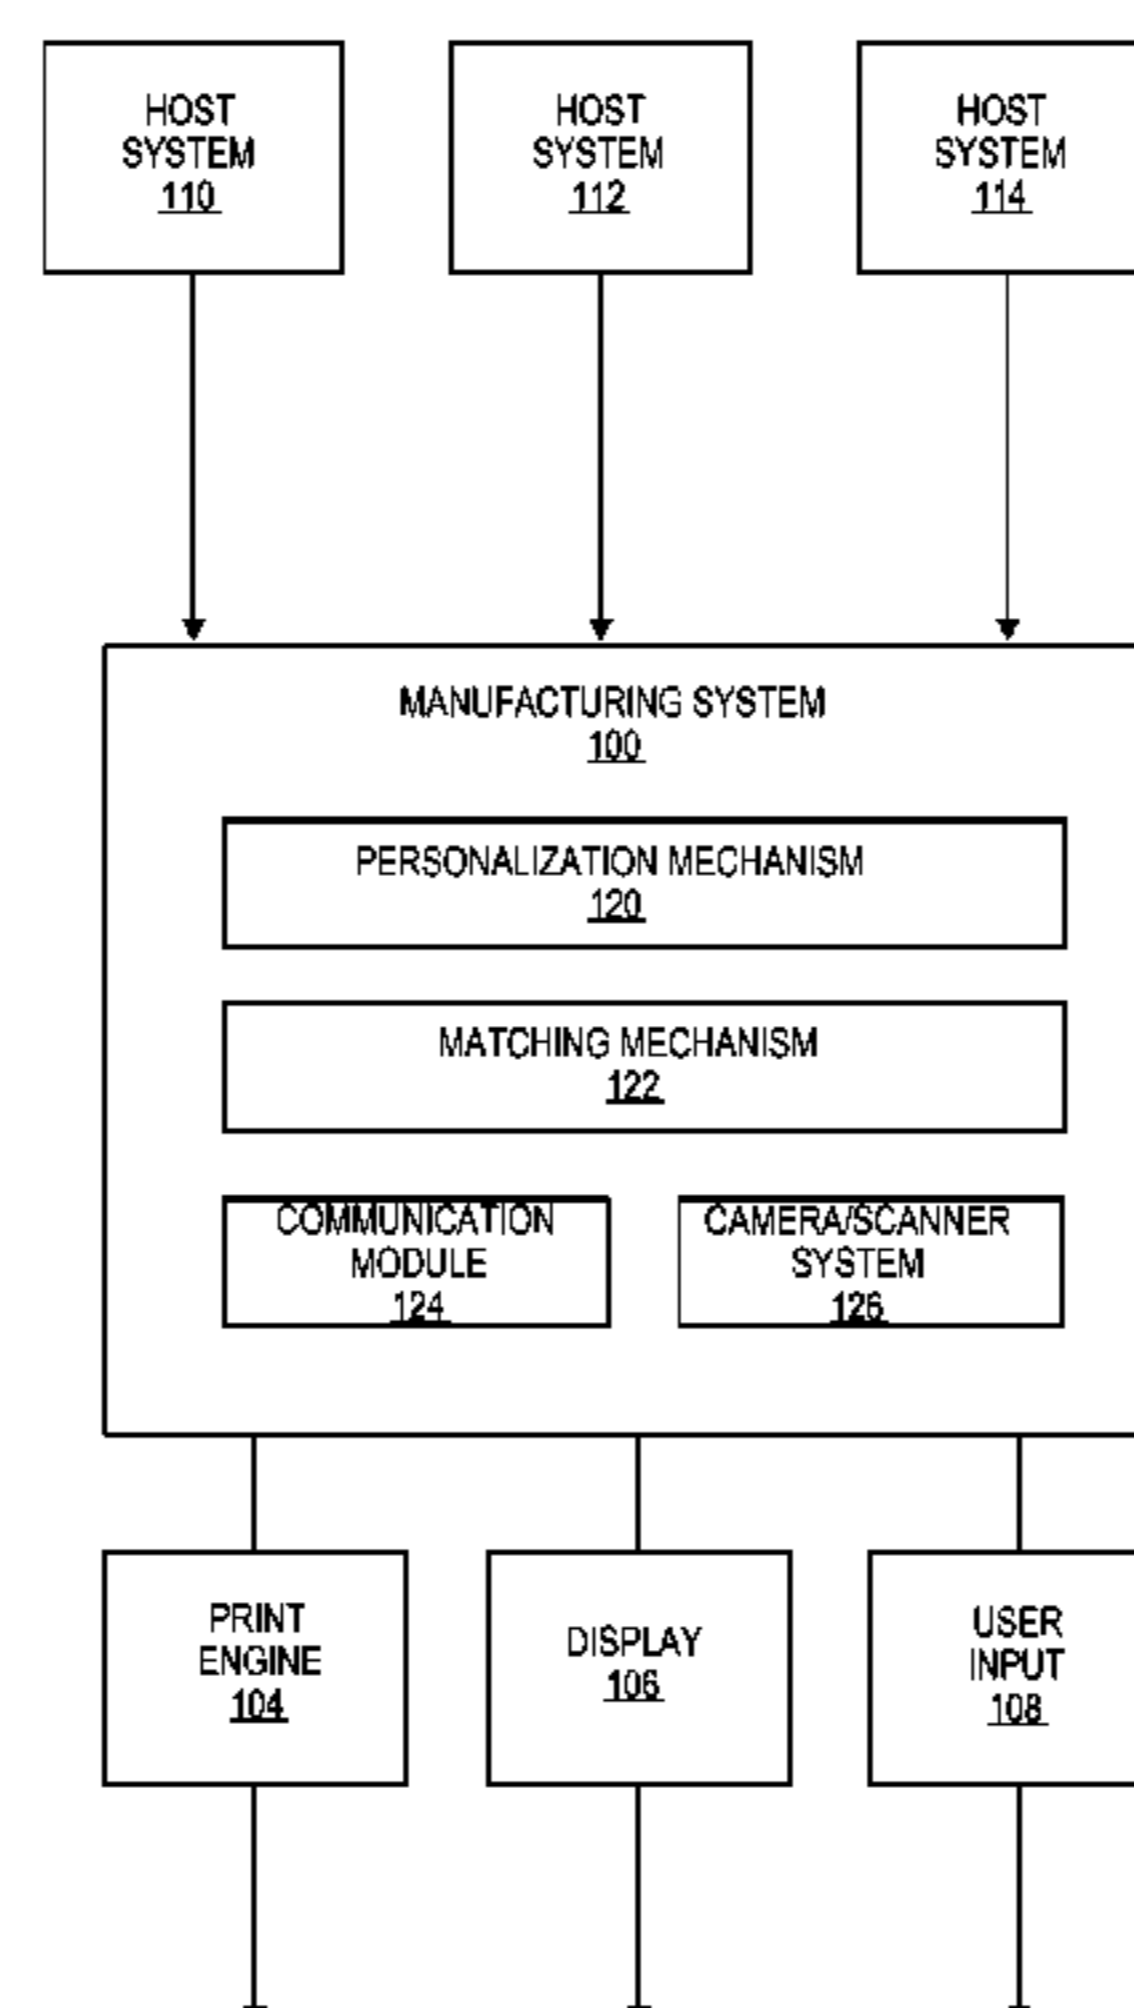 HOST
SYSTEM
110
HOST
SYSTEM
112
HOST
SYSTEM
114
MANUFACTURING SYSTEM
100
PERSONALIZATION MECHANISM
120
MATCHING MECHANISM
122
COMMUNICATION
MODULE
124
CAMERA/SCANNER
SYSTEM
126
PRINT
ENGINE
104
DISPLAY
106
USER
INPUT
108